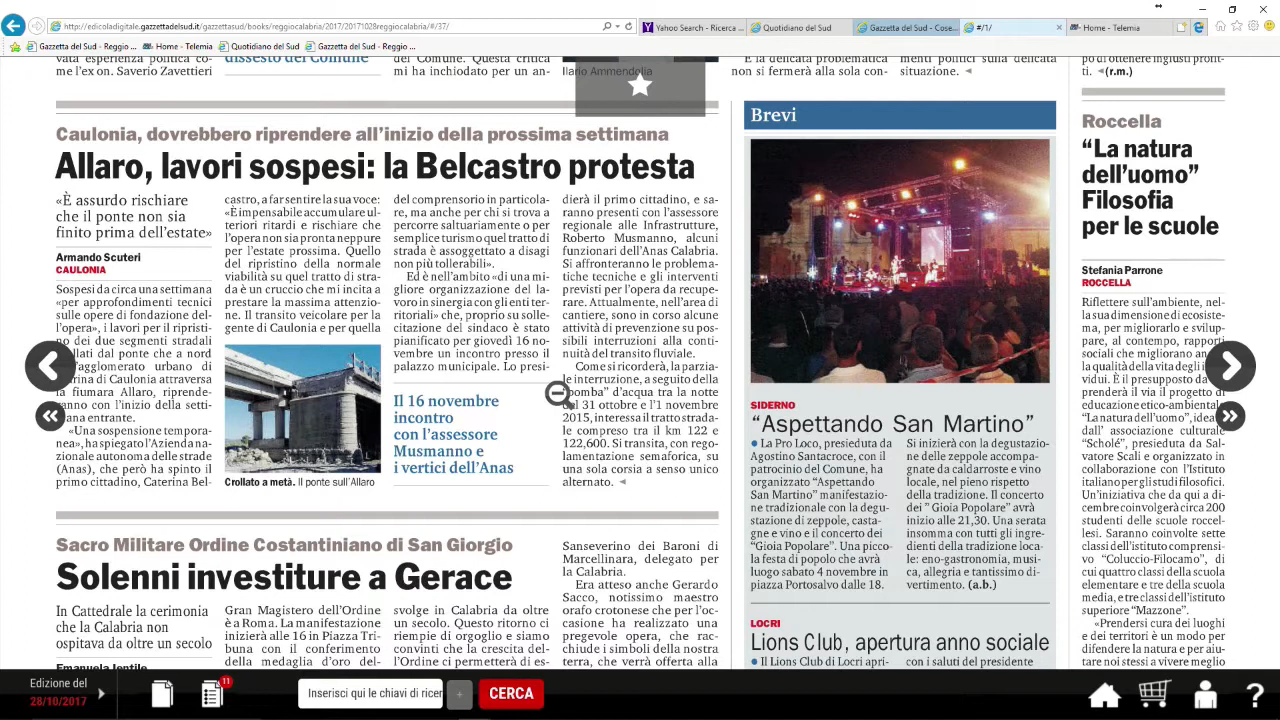 http://edicoladigitale.gazzettadelsud.it/gazzettasud/books/reggiocalabria/2017/20171028reggiocalabria/#/37/
Yahoo Search - Ricerca ...
Quotidiano del Sud
Gazzetta del Sud - Cose...
#/1/
Home - Telemia
Gazzetta del Sud - Reggio ...
Home - Telemia
Quotidiano del Sud
Gazzetta del Sud - Reggio ...
vata esperienza politica co-
me l'ex on. Saverio Zavettieri
dissesto del Comune
del Comune. Questa critica
mi ha inchiodato per un an-
Ilario Ammendolia
E la delicata problematica
non si fermerà alla sola con-
menti politici sulla delicata
situazione.
po di ottenere ingiusti profit-
ti. (r.m.)
Caulonia, dovrebbero riprendere all'inizio della prossima settimana
Allaro, lavori sospesi: la Belcastro protesta
«È assurdo rischiare
che il ponte non sia
finito prima dell'estate»
Armando Scuteri
CAULONIA
Sospesi da circa una settimana
«per approfondimenti tecnici
sulle opere di fondazione del-
l'opera», i lavori per il ripristi-
no dei due segmenti stradali
llati dal ponte che a nord
agglomerato urbano di
arina di Caulonia attraversa
la fiumara Allaro, riprende-
ranno con l'inizio della setti-
mana entrante.
«Una sospensione tempora-
nea», ha spiegato l'Azienda na-
zionale autonoma delle strade
(Anas), che però ha spinto il
primo cittadino, Caterina Bel-
castro, a far sentire la sua voce:
«È impensabile accumulare ul-
teriori ritardi e rischiare che
l'opera non sia pronta neppure
per l'estate prossima. Quello
del ripristino della normale
viabilità su quel tratto di stra-
da è un cruccio che mi incita a
prestare la massima attenzio-
ne. Il transito veicolare per la
gente di Caulonia e per quella
Crollato a metà. Il ponte sull'Allaro
del comprensorio in particola-
re, ma anche per chi si trova a
percorre saltuariamente o per
semplice turismo quel tratto di
strada è assoggettato a disagi
non più tollerabili».
Ed è nell'ambito «di una mi-
gliore organizzazione del la-
voro in sinergia con gli enti ter-
ritoriali» che, proprio su solle-
citazione del sindaco è stato
pianificato per giovedì 16 no-
vembre un incontro presso il
palazzo municipale. Lo presi-
Il 16 novembre
incontro
con l'assessore
Musmanno e
i vertici dell'Anas
dierà il primo cittadino, e sa-
ranno presenti con l'assessore
regionale alle Infrastrutture,
Roberto Musmanno, alcuni
funzionari dell'Anas Calabria.
Si affronteranno le problema-
tiche tecniche e gli interventi
previsti per l'opera da recupe-
rare. Attualmente, nell'area di
cantiere, sono in corso alcune
attività di prevenzione su pos-
sibili interruzioni alla conti-
nuità del transito fluviale.
Come si ricorderà, la parzia-
le interruzione, a seguito della
"bomba" d'acqua tra la notte
del 31 ottobre e l'1 novembre
2015, interessa il tratto strada-
le compreso tra il km 122 e
122,600. Si transita, con rego-
lamentazione semaforica, su
una sola corsia a senso unico
alternato.
Sacro Militare Ordine Costantiniano di San Giorgio
Solenni investiture a Gerace
In Cattedrale la cerimonia
che la Calabria non
ospitava da oltre un secolo
Emanuela Ientile
Gran Magistero dell'Ordine
è a Roma. La manifestazione
inizierà alle 16 in Piazza Tri-
buna con il conferimento
della medaglia d'oro del-
svolge in Calabria da oltre
un secolo. Questo ritorno ci
riempie di orgoglio e siamo
convinti che la crescita del-
l'Ordine ci permetterà di es-
Sanseverino dei Baroni di
Marcellinara, delegato per
la Calabria.
Era atteso anche Gerardo
Sacco, notissimo maestro
orafo crotonese che per l'oc-
casione ha realizzato una
pregevole opera, che rac-
chiude i simboli della nostra
terra, che verrà offerta alla
Brevi
SIDERNO
"Aspettando San Martino"
● La Pro Loco, presieduta da
Agostino Santacroce, con il
patrocinio del Comune, ha
organizzato "Aspettando
San Martino" manifestazio-
ne tradizionale con la degu-
stazione di zeppole, casta-
gne e vino e il concerto dei
"Gioia Popolare". Una picco-
la festa di popolo che avrà
luogo sabato 4 novembre in
piazza Portosalvo dalle 18.
Si inizierà con la degustazio-
ne delle zeppole accompa-
gnate da caldarroste e vino
locale, nel pieno rispetto
della tradizione. Il concerto
dei " Gioia Popolare" avrà
inizio alle 21,30. Una serata
insomma con tutti gli ingre-
dienti della tradizione loca-
le: eno-gastronomia, musi-
ca, allegria e tantissimo di-
vertimento. (a.b.)
LOCRI
Lions Club, apertura anno sociale
● Il Lions Club di Locri apri-
con i saluti del presidente
Roccella
"La natura
dell'uomo"
Filosofia
per le scuole
Stefania Parrone
ROCCELLA
Riflettere sull'ambiente, nel-
la sua dimensione di ecosiste-
ma, per migliorarlo e svilup-
pare, al contempo, rapporti
sociali che migliorano an
la qualità della vita degli i
vidui. È il presupposto da
prenderà il via il progetto di
educazione etico-ambientale
"La natura dell'uomo", idea
dall' associazione culturale
"Scholé", presieduta da Sal-
vatore Scali e organizzato in
collaborazione con l'Istituto
italiano per gli studi filosofici.
Un'iniziativa che da qui a di-
cembre coinvolgerà circa 200
studenti delle scuole roccel-
lesi. Saranno coinvolte sette
classi dell'istituto comprensi-
vo "Coluccio-Filocamo", di
cui quattro classi della scuola
elementare e tre della scuola
media, e tre classi dell'istituto
superiore "Mazzone".
«Prendersi cura dei luoghi
e dei territori è un modo per
difendere la natura e per aiu-
tare noi stessi a vivere meglio
Edizione del
28/10/2017
11
Inserisci qui le chiavi di ricer
+
CERCA